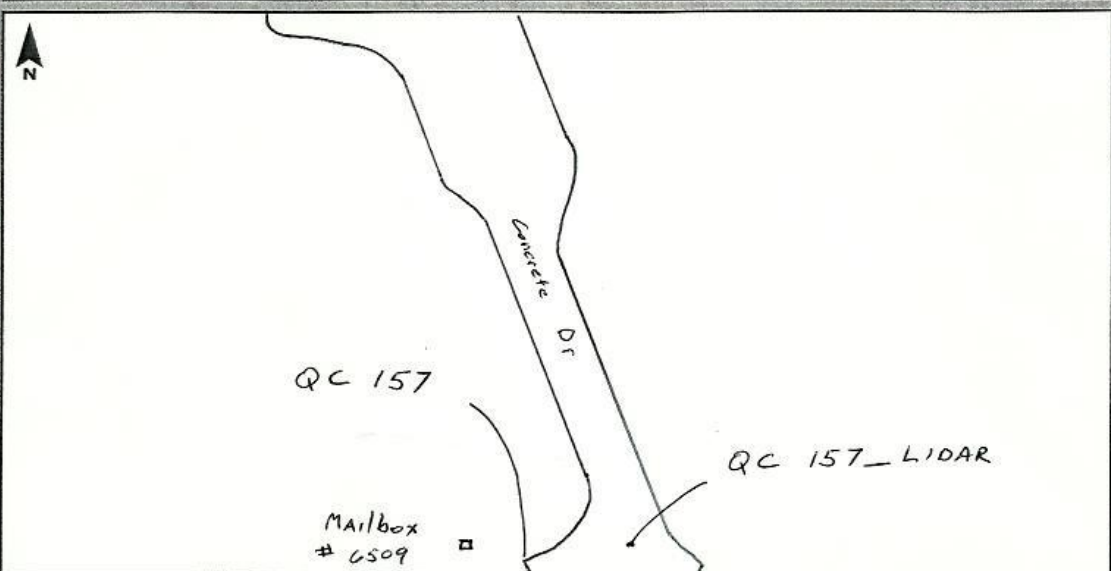 N
Concrete Dr
QC 157
QC 157_LIDAR
MAilbox
# 6509